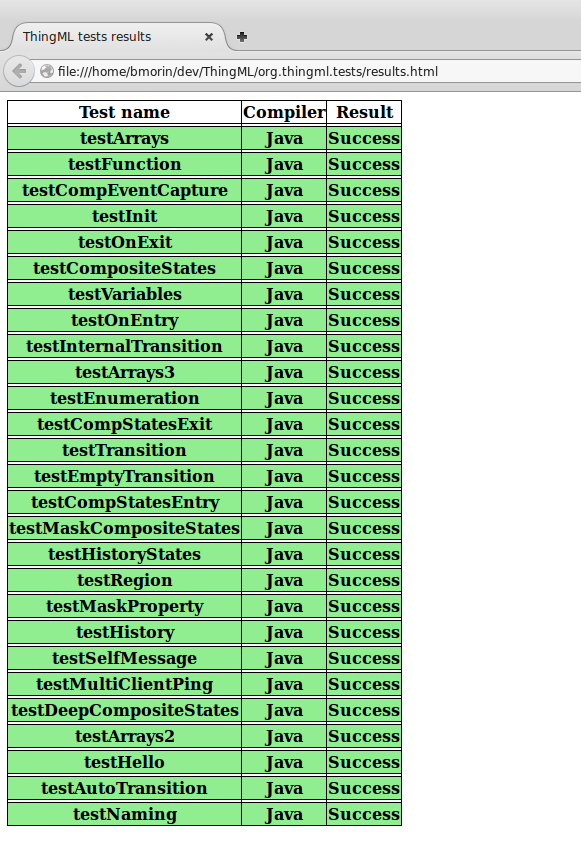 ThingML tests results
file:///home/bmorin/dev/ThingML/org.thingml.tests/results.html
Test name Compiler Result
testArrays Java Success
testFunction Java Success
testCompEventCapture Java Success
testInit Java Success
testOnExit Java Success
testCompositeStates Java Success
testVariables Java Success
testOnEntry Java Success
testInternalTransition Java Success
testArrays3 Java Success
testEnumeration Java Success
testCompStatesExit Java Success
testTransition Java Success
testEmptyTransition Java Success
testCompStatesEntry Java Success
testMaskCompositeStates Java Success
testHistoryStates Java Success
testRegion Java Success
testMaskProperty Java Success
testHistory Java Success
testSelfMessage Java Success
testMultiClientPing Java Success
testDeepCompositeStates Java Success
testArrays2 Java Success
testHello Java Success
testAutoTransition Java Success
testNaming Java Success